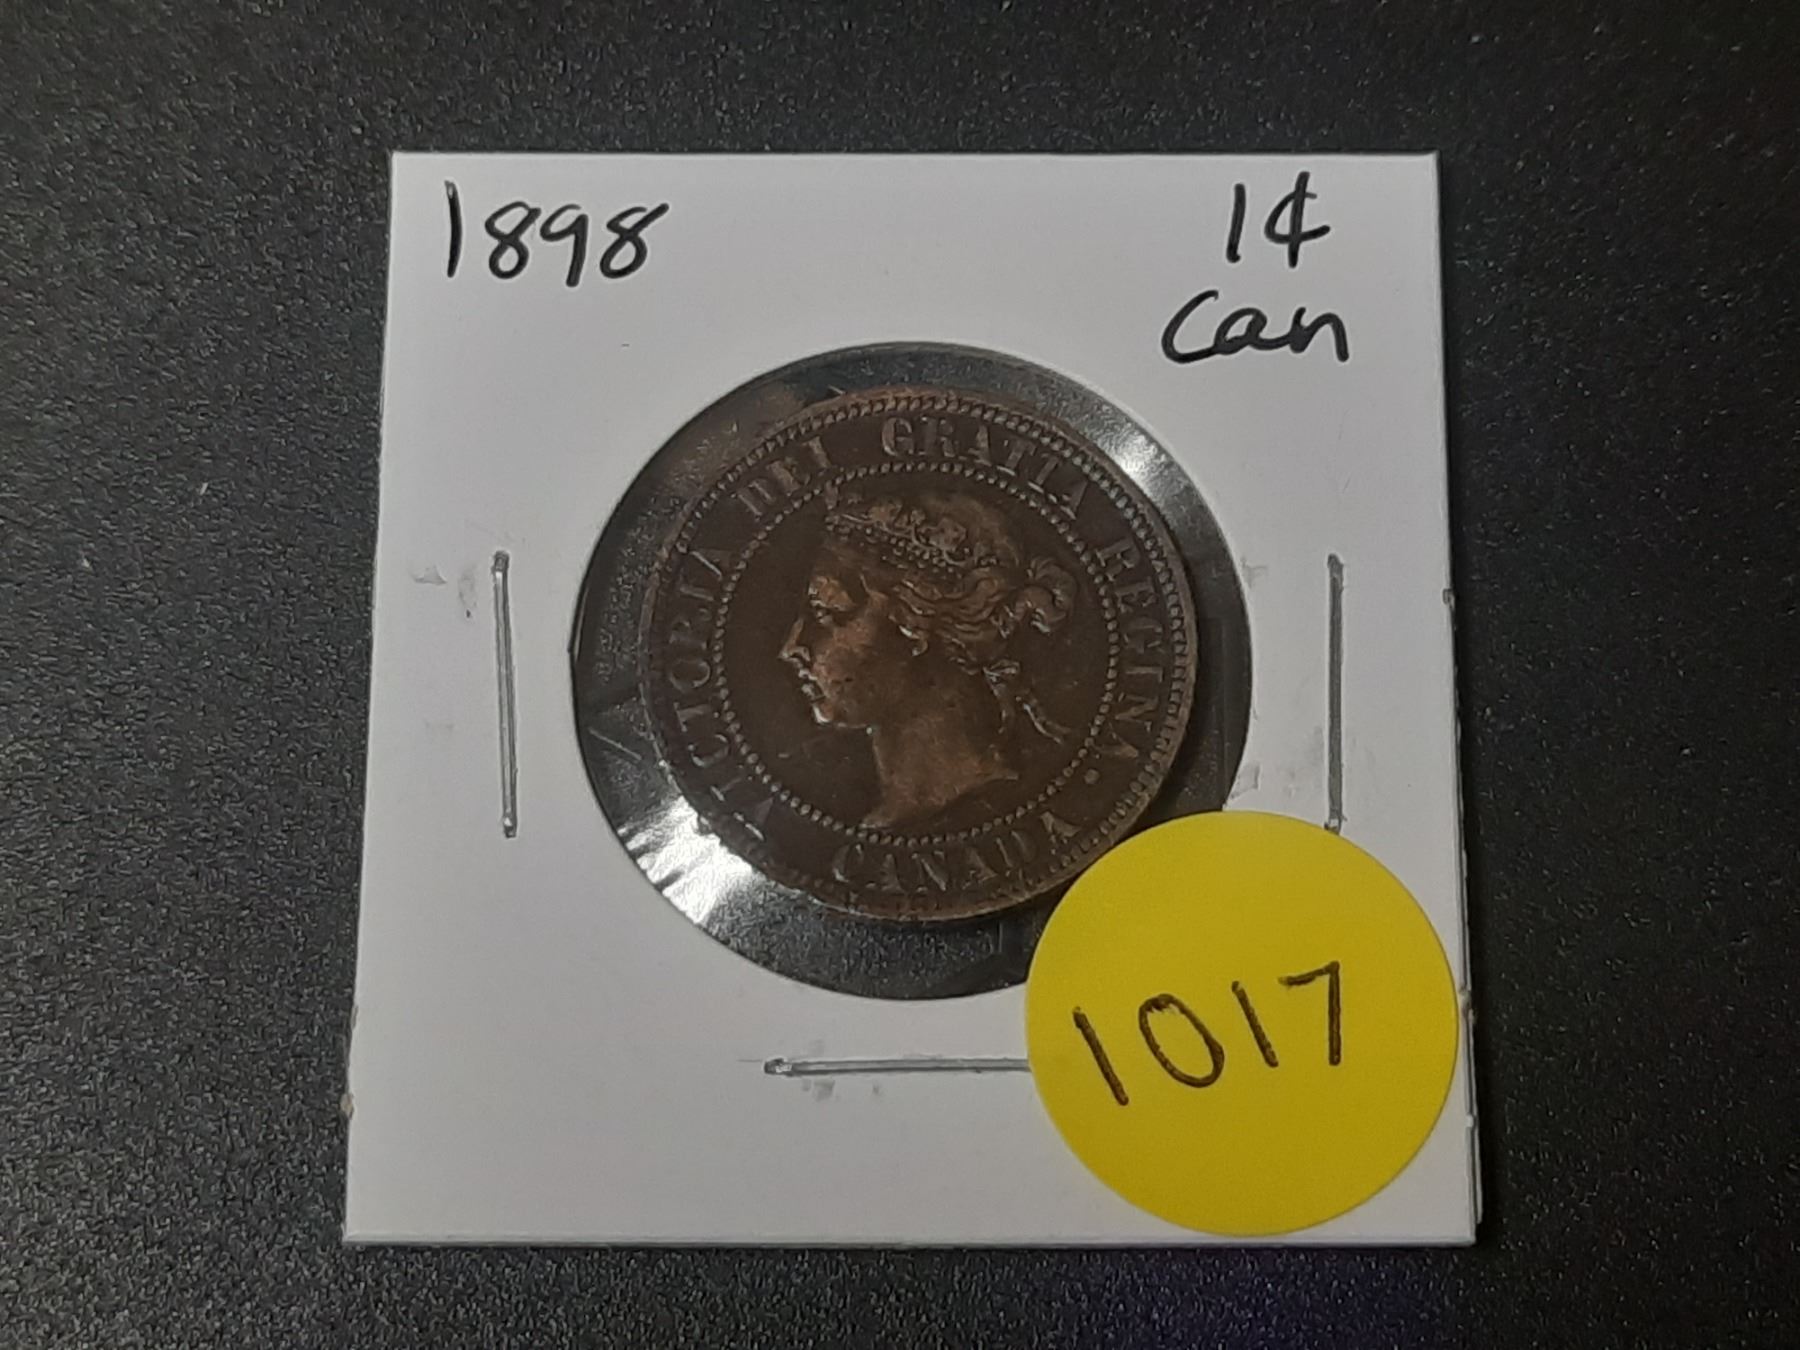 1898
1¢
Can
VICTORIA DEI GRATIA REGINA.
CANADA
1017